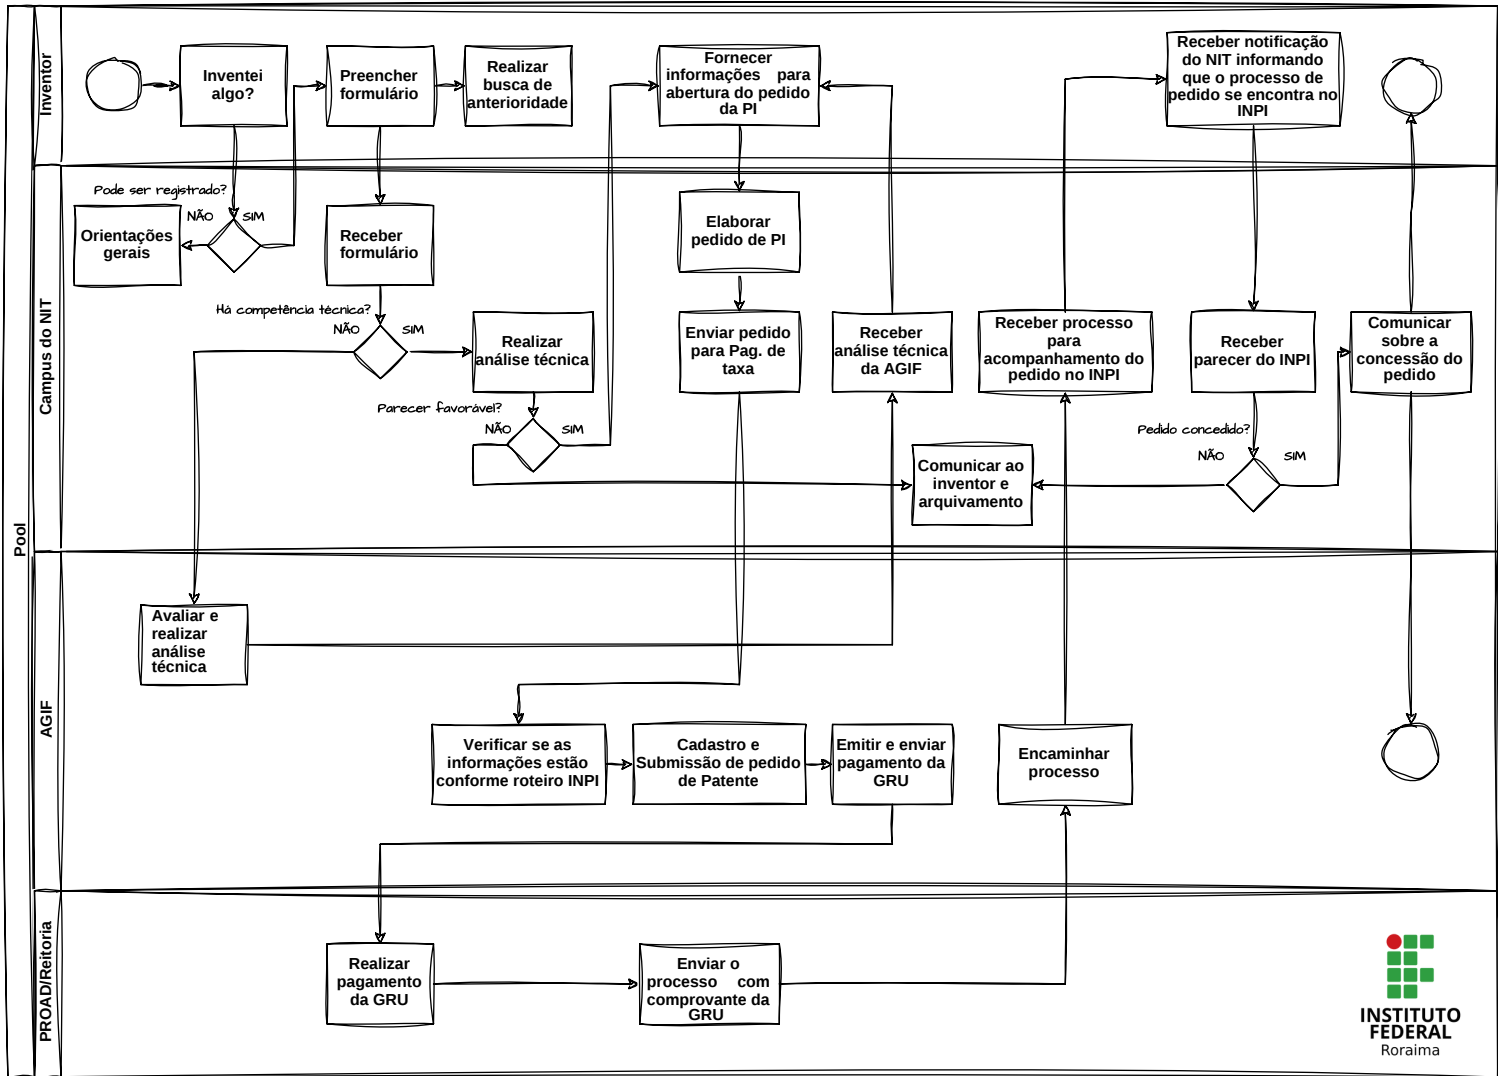 Pool
Inventor
Inventei
algo?
Preencher
formulário
Realizar
busca de
anterioridade
Fornecer
informações para
abertura do pedido
da PI
Receber notificação
do NIT informando
que o processo de
pedido se encontra no
INPI
Campus do NIT
Pode ser registrado?
NÃO
SIM
Orientações
gerais
Receber
formulário
Elaborar
pedido de PI
Há competência técnica?
NÃO
SIM
Realizar
análise técnica
Enviar pedido
para Pag. de
taxa
Receber
análise técnica
da AGIF
Receber processo
para
acompanhamento do
pedido no INPI
Receber
parecer do INPI
Comunicar
sobre a
concessão do
pedido
Parecer favorável?
NÃO
SIM
Comunicar ao
inventor e
arquivamento
Pedido concedido?
NÃO
SIM
AGIF
Avaliar e
realizar
análise
técnica
Verificar se as
informações estão
conforme roteiro INPI
Cadastro e
Submissão de pedido
de Patente
Emitir e enviar
pagamento da
GRU
Encaminhar
processo
PROAD/Reitoria
Realizar
pagamento
da GRU
Enviar o
processo com
comprovante da
GRU
INSTITUTO
FEDERAL
Roraima